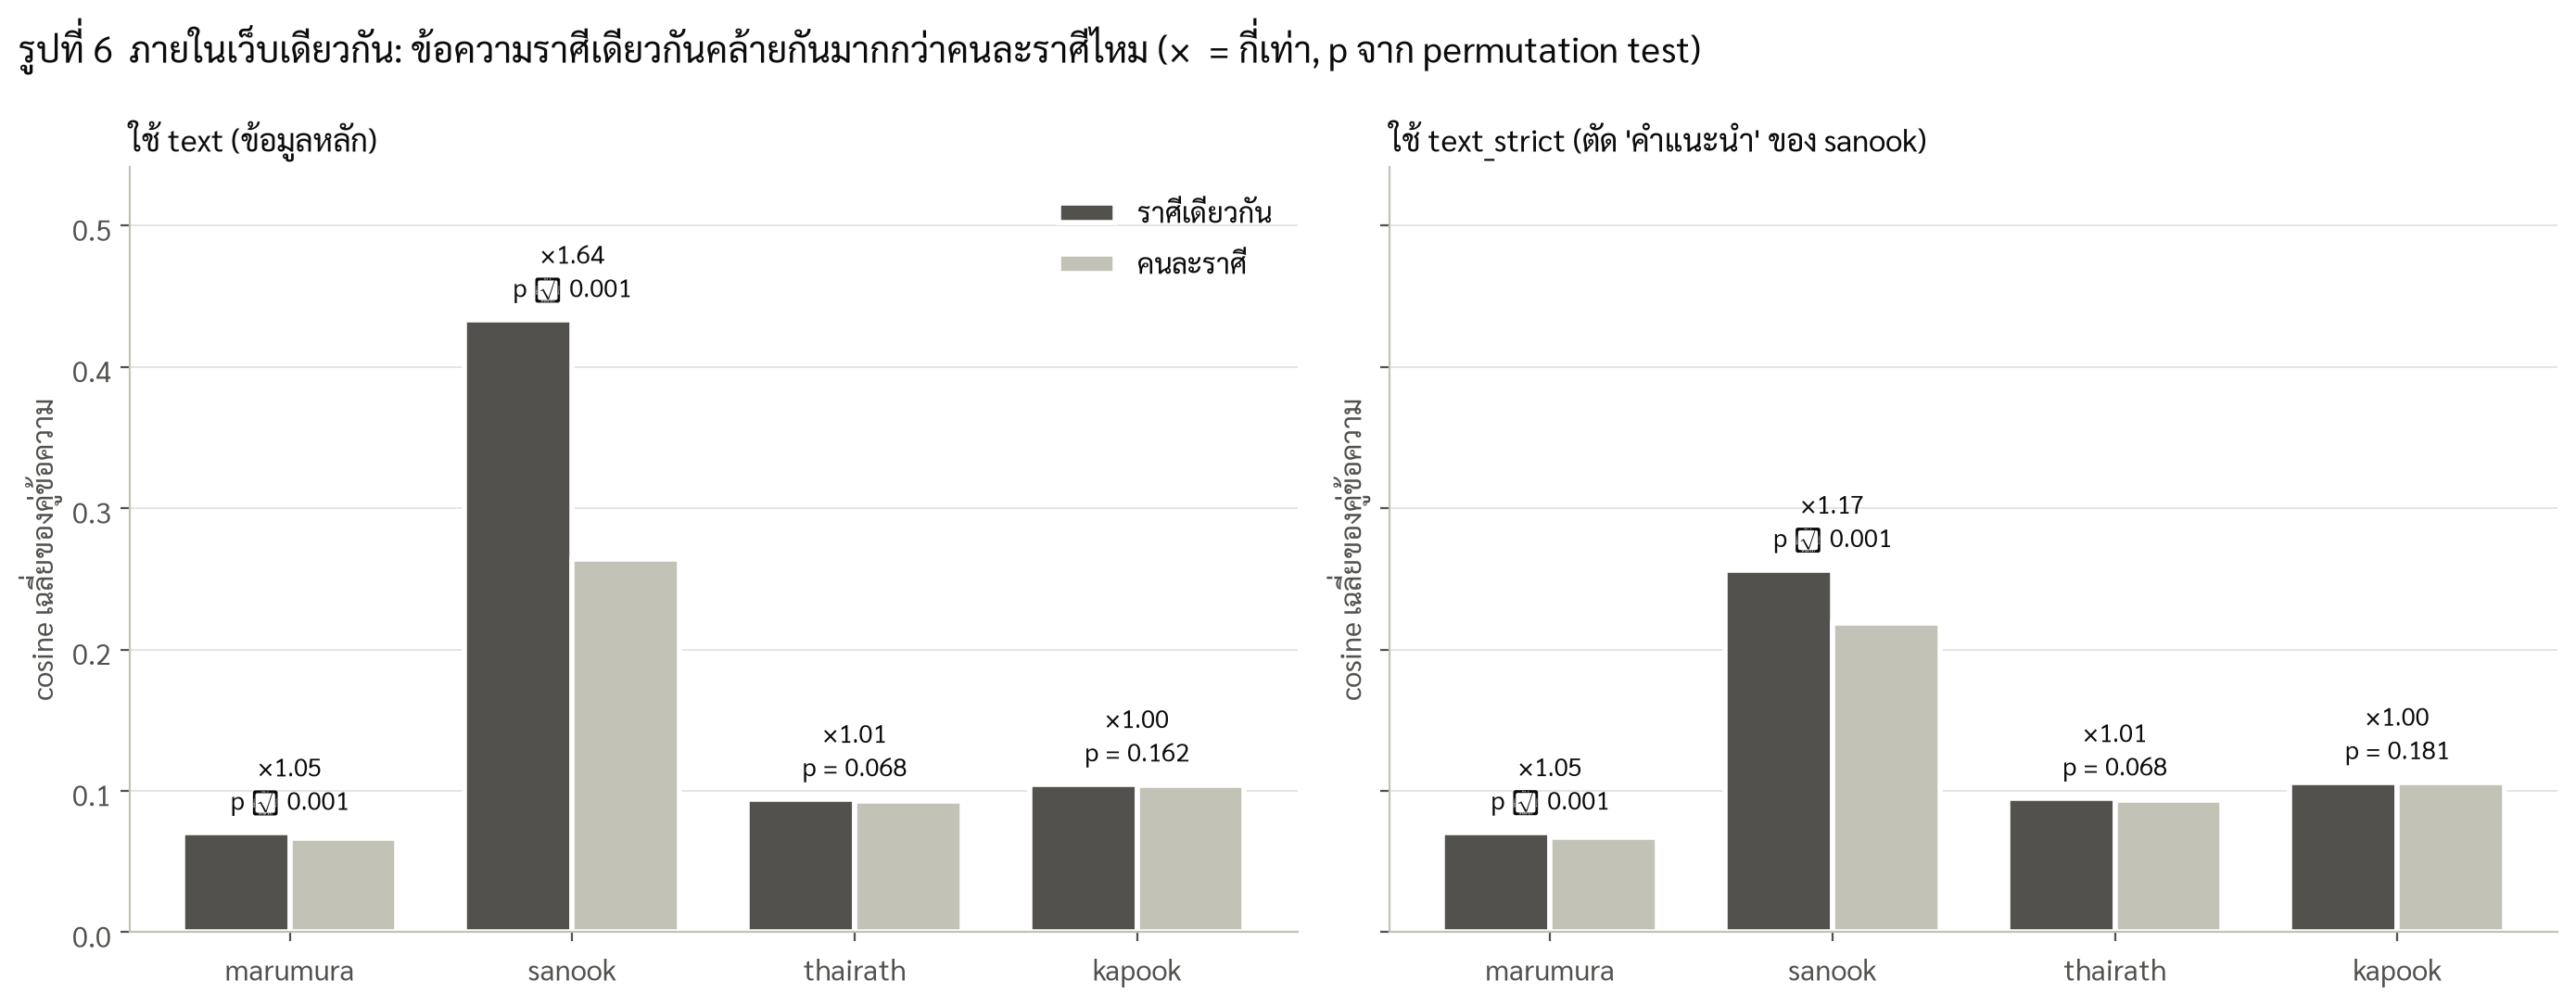 รูปที่ 6 ภายในเว็บเดียวกัน: ข้อความราศีเดียวกันคล้ายกันมากกว่าคนละราศีไหม (× = กี่เท่า, p จาก permutation test)
ใช้ text (ข้อมูลหลัก)
cosine เฉลี่ยของคู่ข้อความ
0.5
0.4
0.3
0.2
0.1
0.0
ราศีเดียวกัน
คนละราศี
×1.05
p √ 0.001
×1.64
p √ 0.001
×1.01
p = 0.068
×1.00
p = 0.162
marumura
sanook
thairath
kapook
ใช้ text_strict (ตัด 'คำแนะนำ' ของ sanook)
cosine เฉลี่ยของคู่ข้อความ
×1.05
p √ 0.001
×1.17
p √ 0.001
×1.01
p = 0.068
×1.00
p = 0.181
marumura
sanook
thairath
kapook